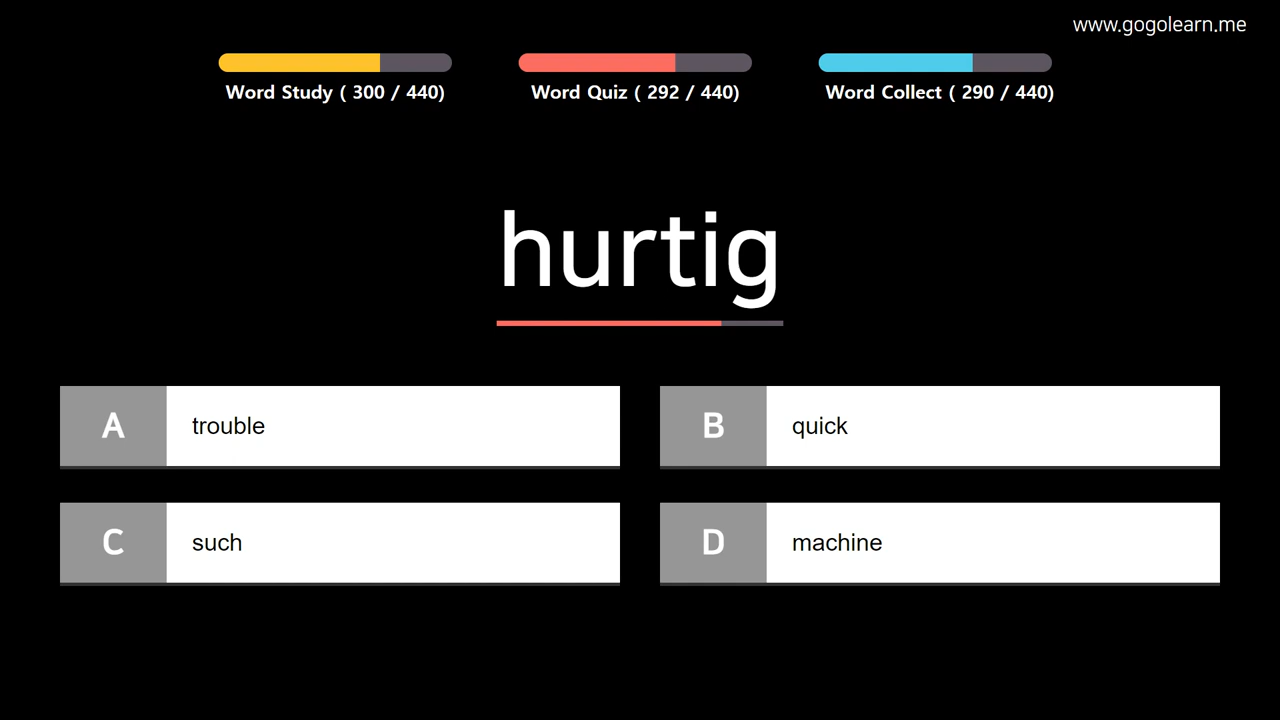 www.gogolearn.me
Word Study ( 300 / 440)
Word Quiz ( 292 / 440)
Word Collect ( 290 / 440)
hurtig
A trouble
B quick
C such
D machine